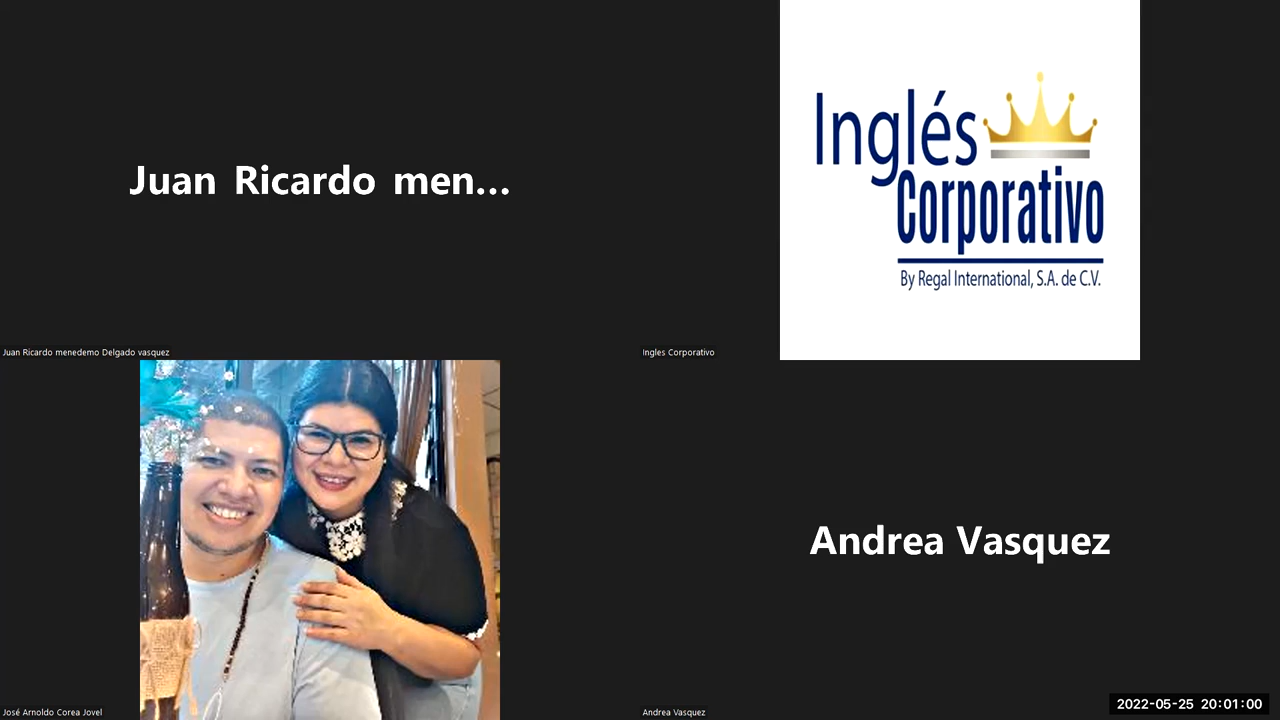 Juan Ricardo men...
Inglés
Corporativo
By Regal International, S.A. de C.V.
Juan Ricardo menedemo Delgado vasquez
Ingles Corporativo
Andrea Vasquez
José Arnoldo Corea Jovel
Andrea Vasquez
2022-05-25 20:01:00